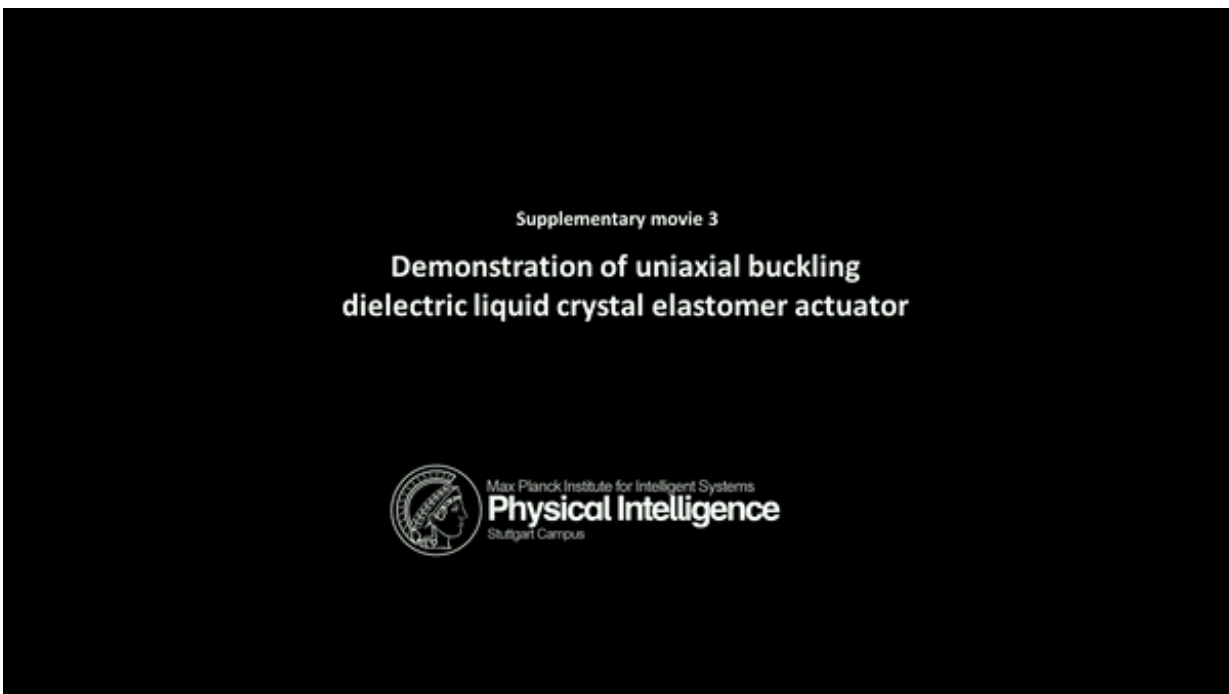 Supplementary movie 3
Demonstration of uniaxial buckling
dielectric liquid crystal elastomer actuator
Max Planck Institute for Intelligent Systems
Physical Intelligence
Stuttgart Campus